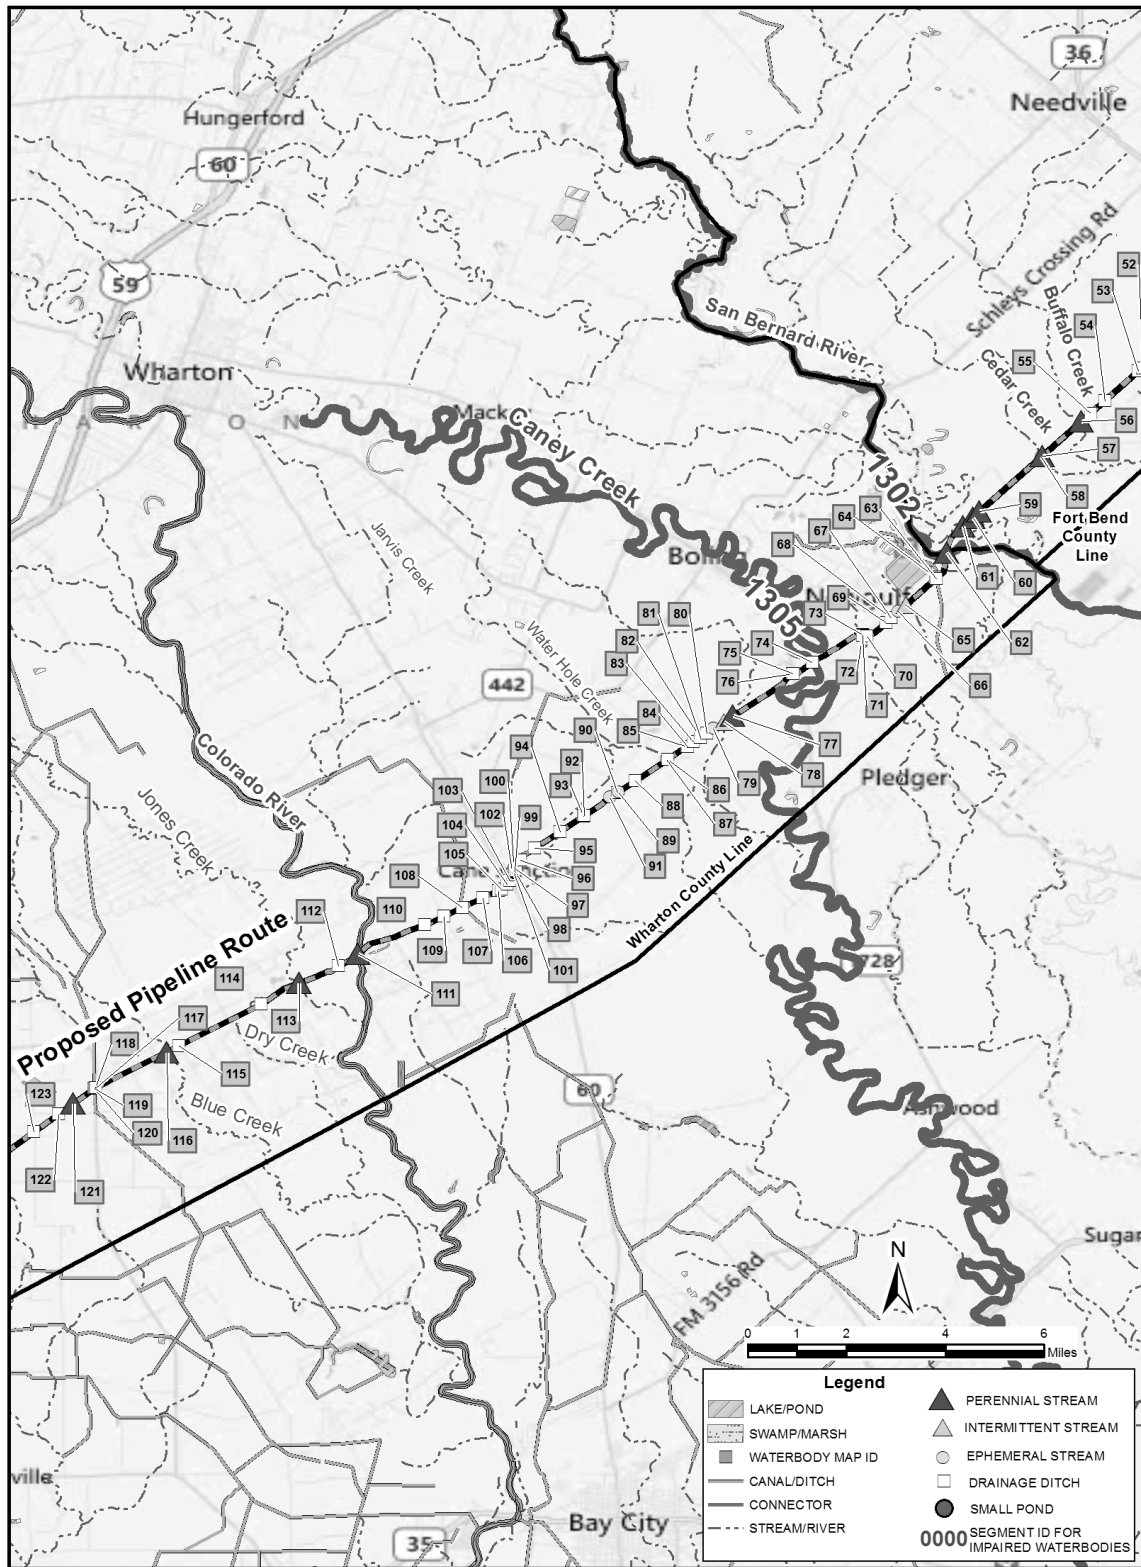 36
Needville
Hungerford
60
59
Schleys Crossing Rd
52
53
Buffalo Creek
54
San Bernard River
55
Cedar Creek
Wharton
Mack
Caney Creek
56
57
1302
58
59
63
64
67
68
Fort Bend
County
Line
Jarvis Creek
60
61
62
69
73
1305
65
66
70
71
72
74
75
76
80
81
82
83
84
85
Water Hole Creek
442
77
78
79
Pledger
86
87
88
89
90
91
92
93
94
Colorado River
100
103
102
99
104
105
95
96
97
98
101
Jones Creek
108
110
112
109
107
106
Wharton County Line
728
Proposed Pipeline Route
114
111
113
Dry Creek
117
118
115
123
119
120
Blue Creek
116
122
121
60
Ashwood
Sugar
N
FM 3156 Rd
0 1 2 4 6
Miles
Legend
LAKE/POND
SWAMP/MARSH
WATERBODY MAP ID
CANAL/DITCH
CONNECTOR
STREAM/RIVER
PERENNIAL STREAM
INTERMITTENT STREAM
EPHEMERAL STREAM
DRAINAGE DITCH
SMALL POND
0000 SEGMENT ID FOR
IMPAIRED WATERBODIES
ville
35
Bay City